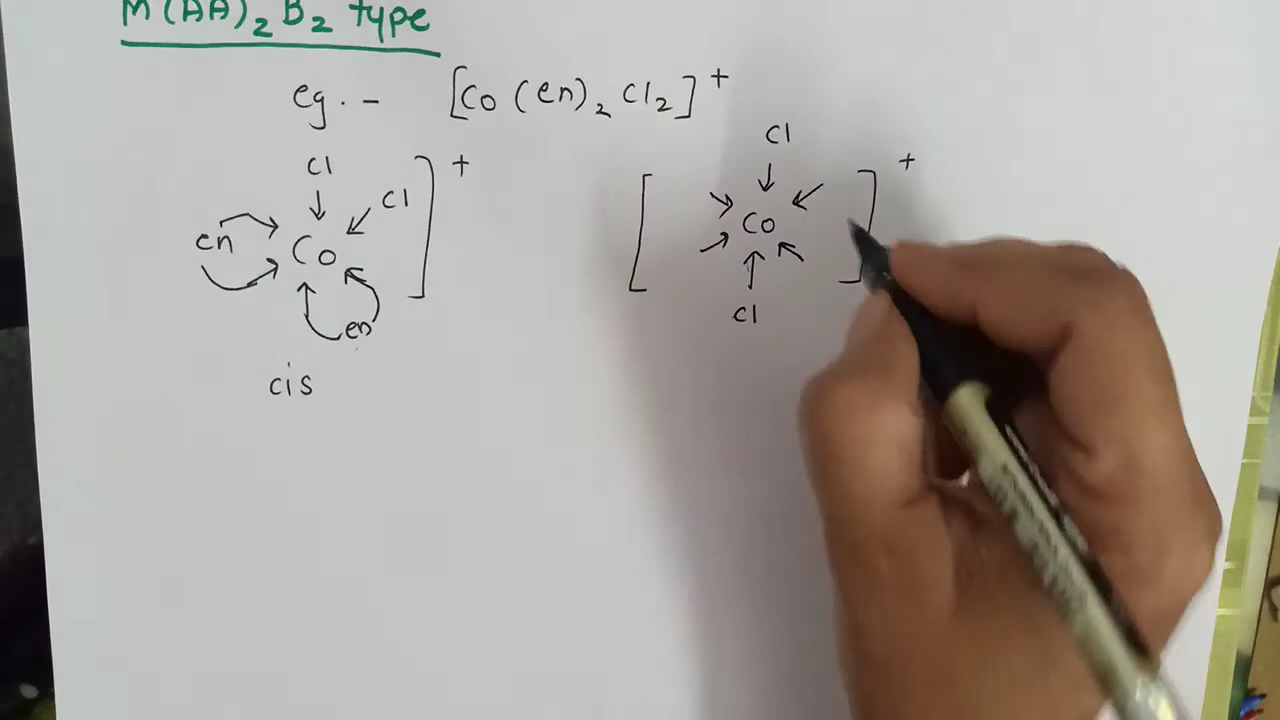 M(AA)₂B₂ type
eg. - [Co(en)₂Cl₂]⁺
Cl
Cl
en
Co
en
]⁺
cis
[
Cl
Co
Cl
]⁺